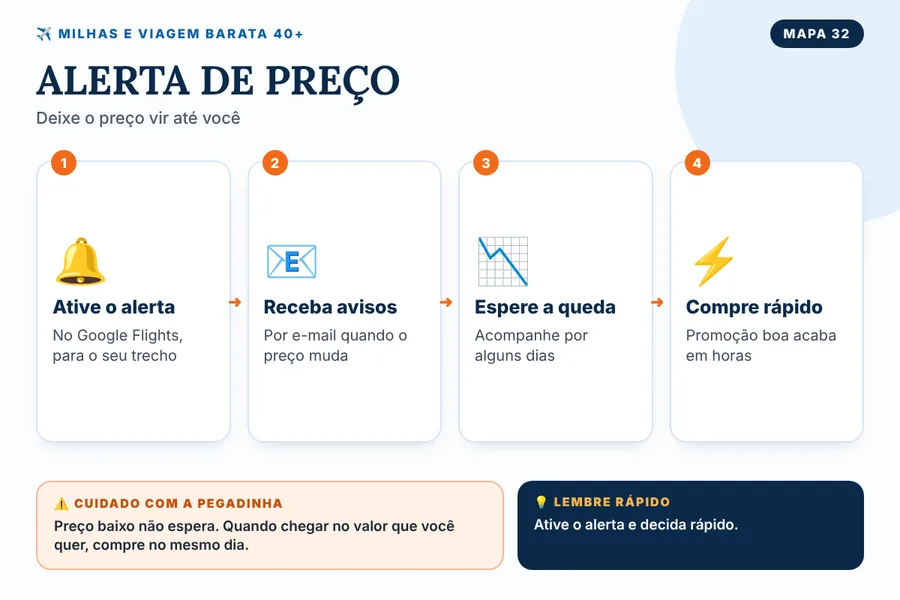 ✈️ MILHAS E VIAGEM BARATA 40+
MAPA 32
ALERTA DE PREÇO
Deixe o preço vir até você
1
Ative o alerta
No Google Flights,
para o seu trecho
2
Receba avisos
Por e-mail quando o
preço muda
3
Espere a queda
Acompanhe por
alguns dias
4
Compre rápido
Promoção boa acaba
em horas
⚠️ CUIDADO COM A PEGADINHA
Preço baixo não espera. Quando chegar no valor que você
quer, compre no mesmo dia.
💡 LEMBRE RÁPIDO
Ative o alerta e decida rápido.